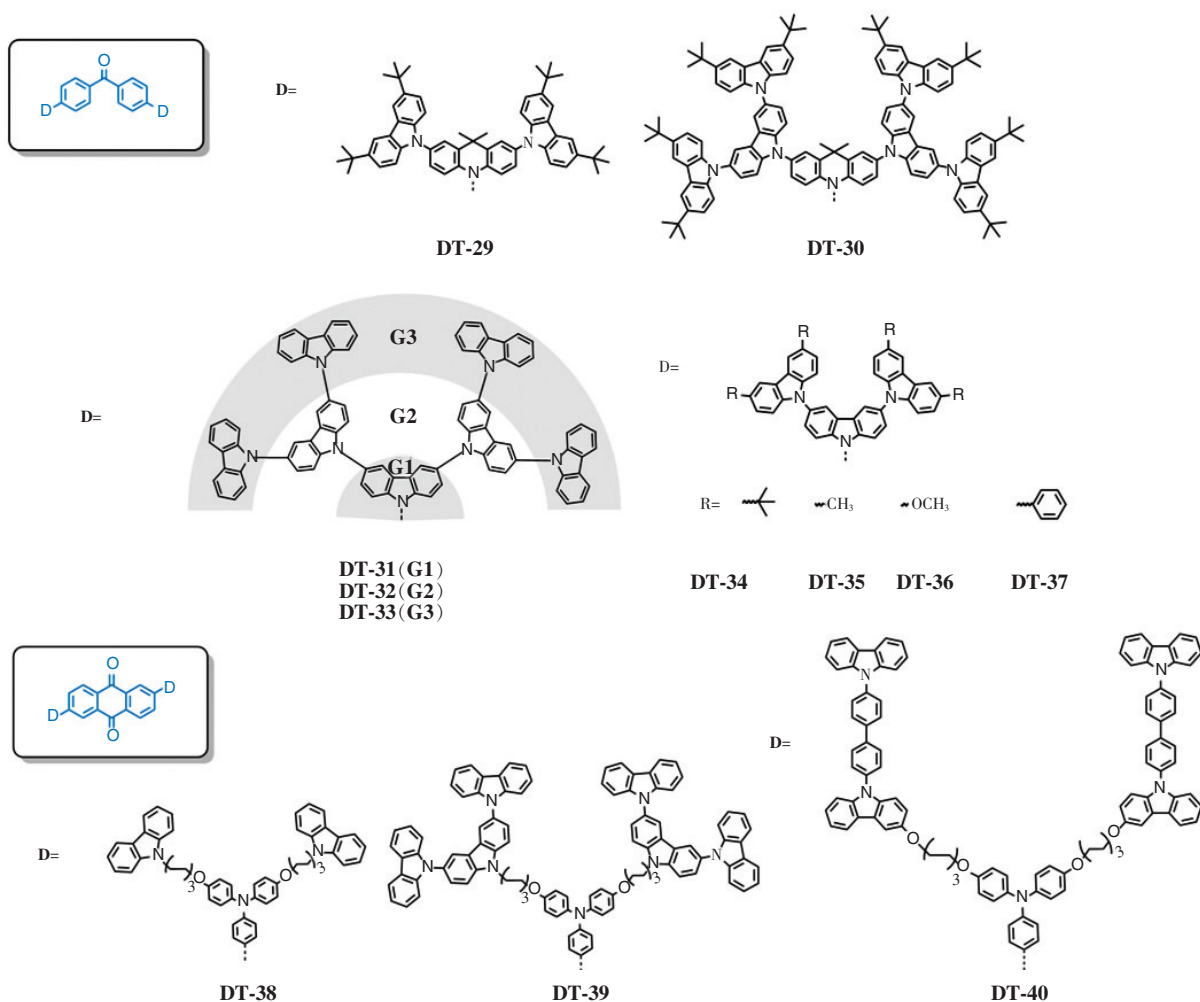 O
D
D
D=
N
N
N
DT-29
N
N
N
N
N
N
N
DT-30
D=
G3
G2
G1
N
N
N
N
N
N
N
DT-31(G1)
DT-32(G2)
DT-33(G3)
D=
R
R
R
R
N
N
N
R=
CH3
OCH3
DT-34
DT-35
DT-36
DT-37
O
D
D
O
D=
N
N
3
3
O
O
N
DT-38
N
N
N
N
N
N
3
3
O
O
N
DT-39
D=
N
N
N
N
O
O
3
3
O
O
N
DT-40